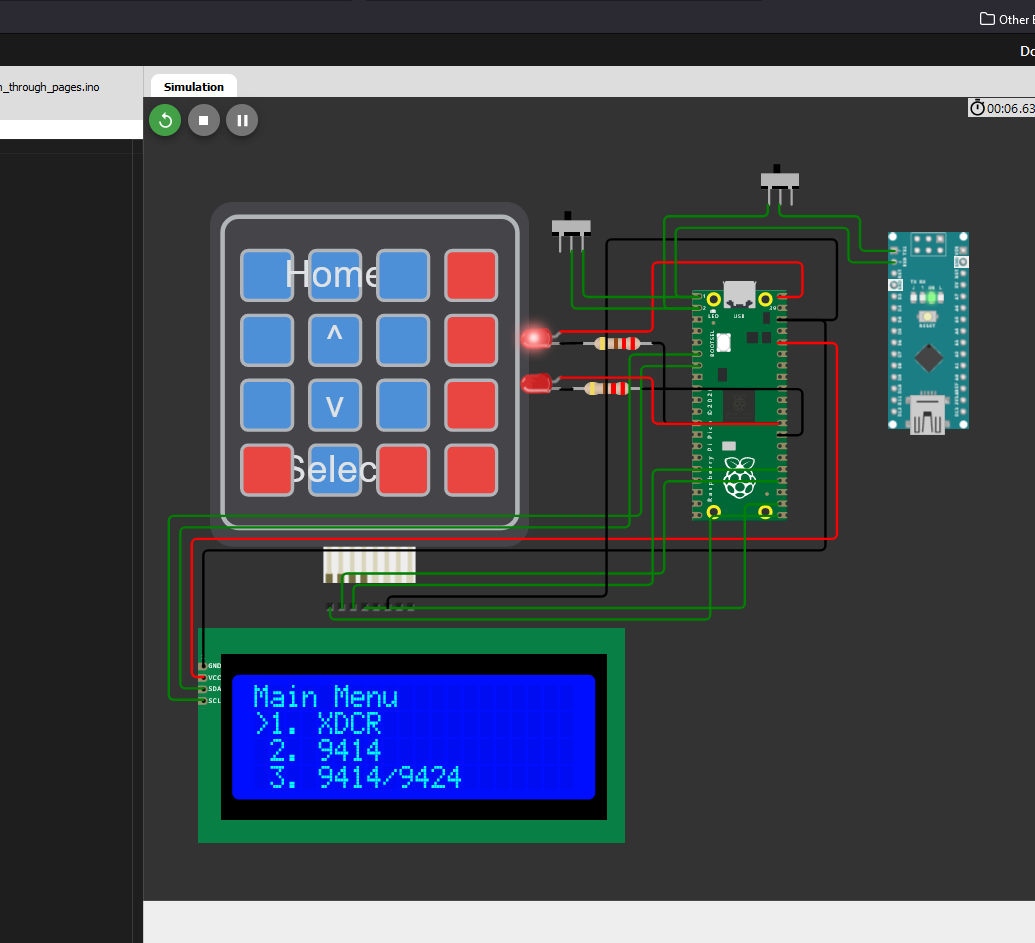 Other
Do
n_through_pages.ino
Simulation
00:06.63
Home
^
v
Selec
LED
USB
BOOTSEL
Raspberry Pi Pico ©2020
RESET
GND
VCC
SDA
SCL
Main Menu
>1. XDCR
2. 9414
3. 9414/9424